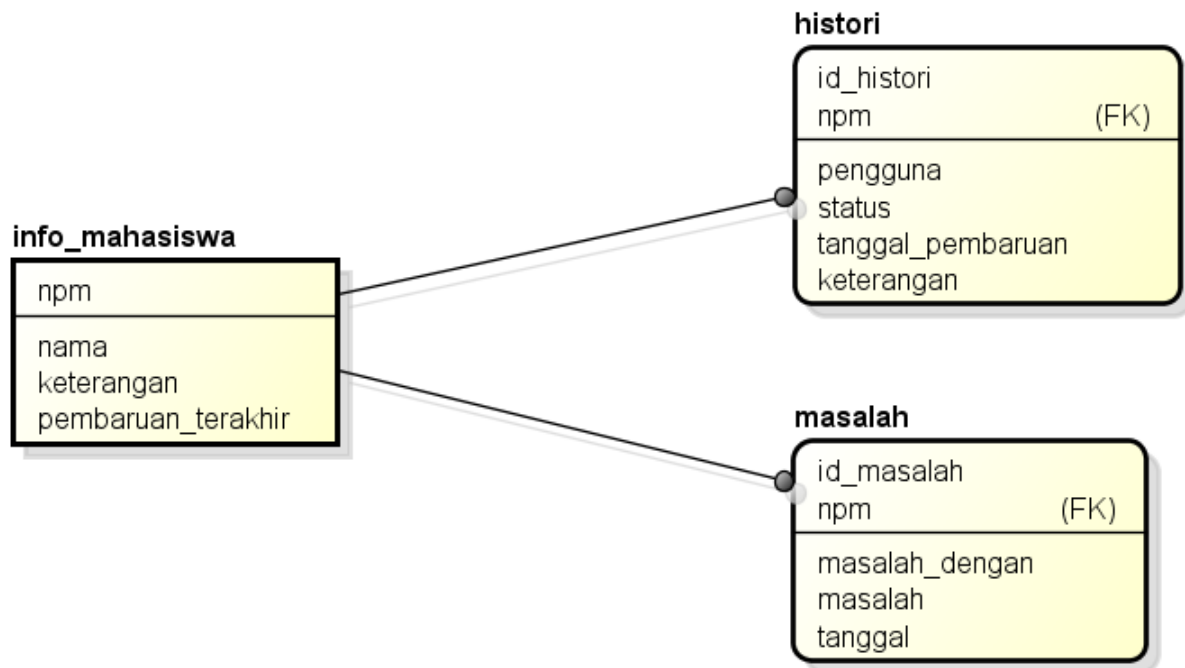 info_mahasiswa
npm
nama
keterangan
pembaruan_terakhir
histori
id_histori
npm (FK)
pengguna
status
tanggal_pembaruan
keterangan
masalah
id_masalah
npm (FK)
masalah_dengan
masalah
tanggal